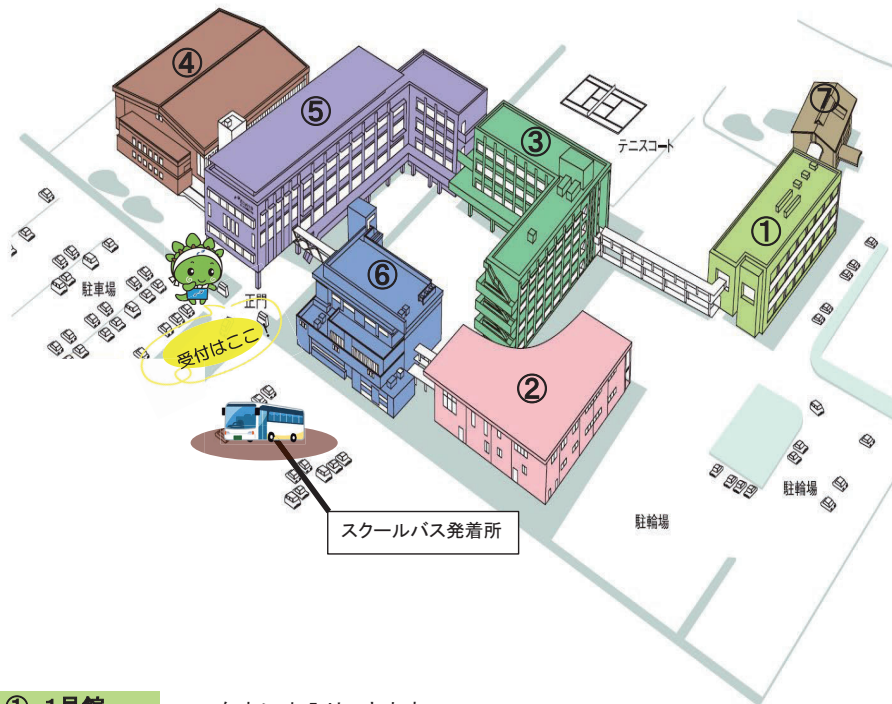 ④
⑤
③
⑦
テニスコート
①
⑥
駐車場
正門
受付はここ
②
スクールバス発着所
駐輪場
駐輪場
① 1号館